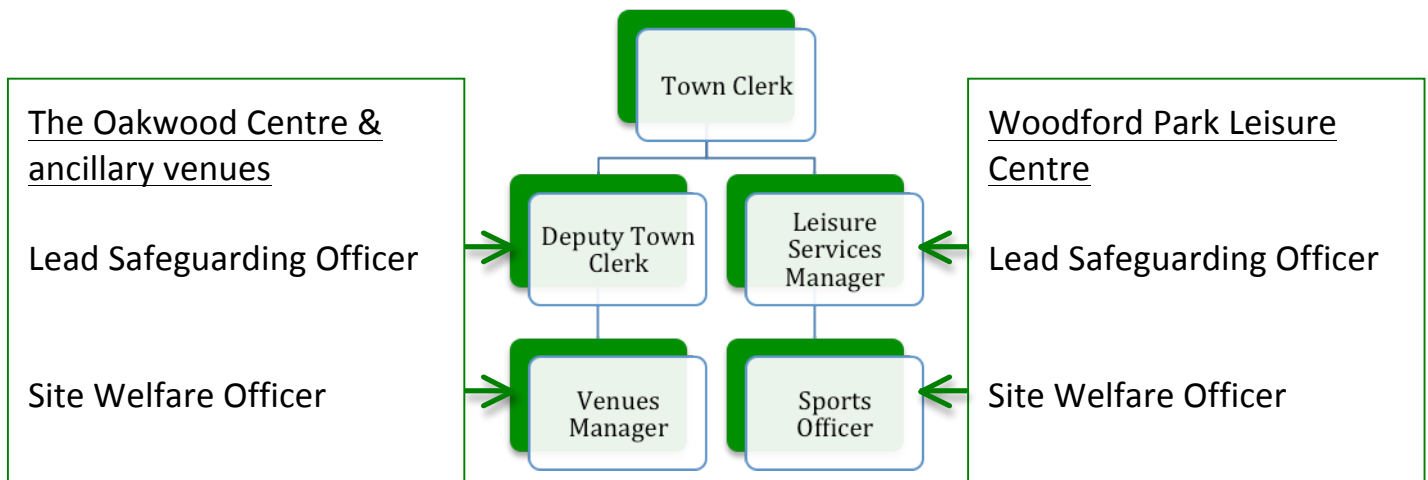 Town Clerk
The Oakwood Centre &
ancillary venues
Lead Safeguarding Officer
Site Welfare Officer
Deputy Town
Clerk
Venues
Manager
Leisure
Services
Manager
Sports
Officer
Woodford Park Leisure
Centre
Lead Safeguarding Officer
Site Welfare Officer